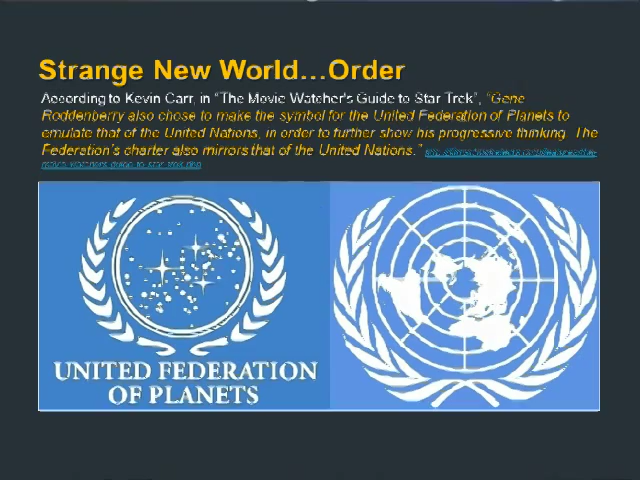 Strange New World…Order
According to Kevin Carr, in "The Movie Watcher's Guide to Star Trek", "Gene
Roddenberry also chose to make the symbol for the United Federation of Planets to
emulate that of the United Nations, in order to further show his progressive thinking. The
Federation's charter also mirrors that of the United Nations."
UNITED FEDERATION
OF PLANETS